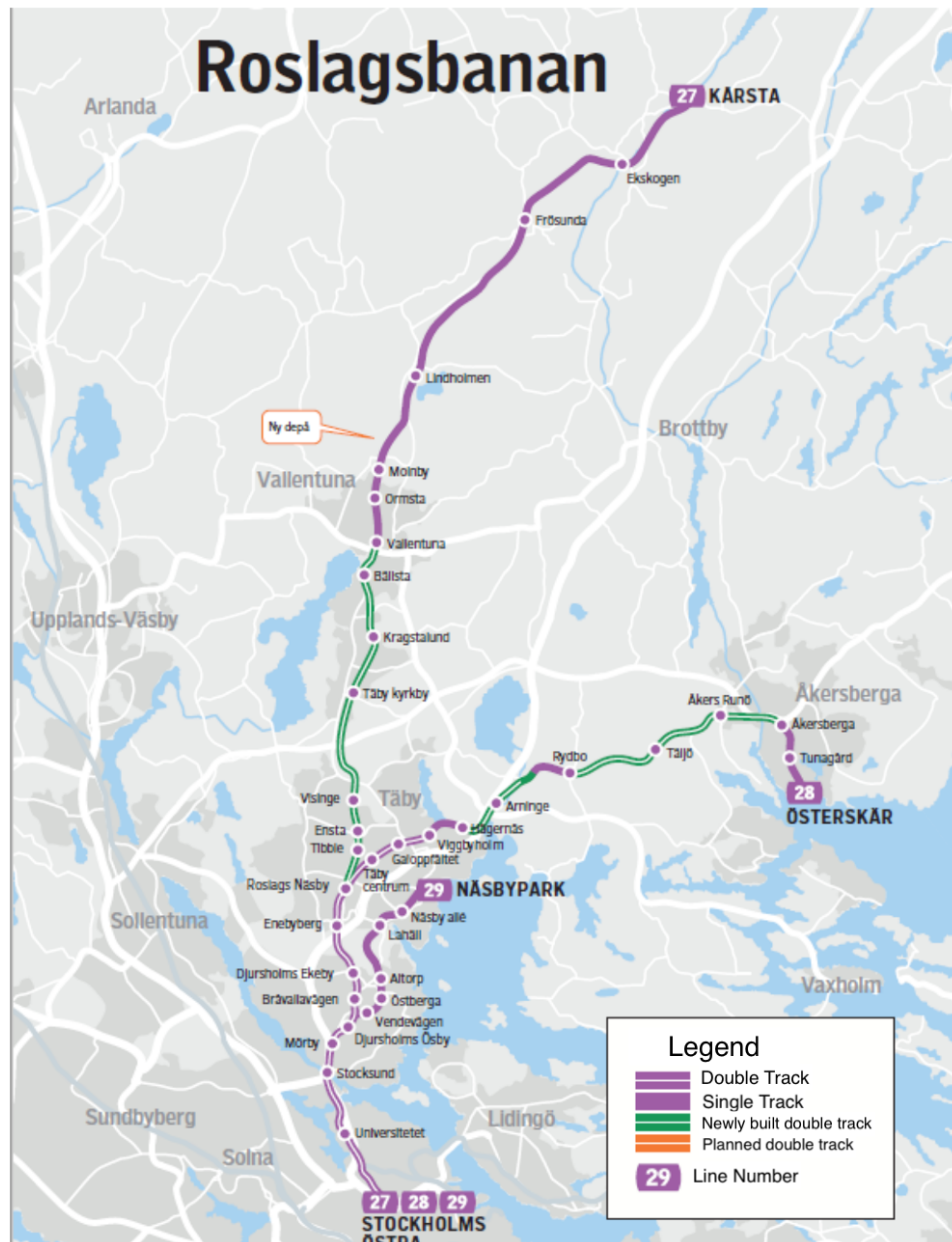 Roslagsbanan
Arlanda
27 KÅRSTA
Ekskogen
Frösunda
Lindholmen
Ny depå
Brottby
Molnby
Vallentuna
Ormsta
Vallentuna
Bällsta
Upplands-Väsby
Kragstalund
Täby kyrkby
Åkersberga
Åkers Runö
Åkersberga
Rydbo
Täljö
Tunagård
28
ÖSTERSKÄR
Visinge
Täby
Arninge
Ensta
Hägernäs
Tibble
Viggbyholm
Galoppfältet
Täby
centrum
Roslags Näsby
29 NÄSBYPARK
Näsby allé
Sollentuna
Enebyberg
Lahäll
Djursholms Ekeby
Altorp
Vaxholm
Bråvallavägen
Östberga
Vendevägen
Djursholms Ösby
Mörby
Stocksund
Legend
Double Track
Single Track
Newly built double track
Planned double track
29 Line Number
Sundbyberg
Lidingö
Universitetet
Solna
27 28 29
STOCKHOLMS
ÖSTRA